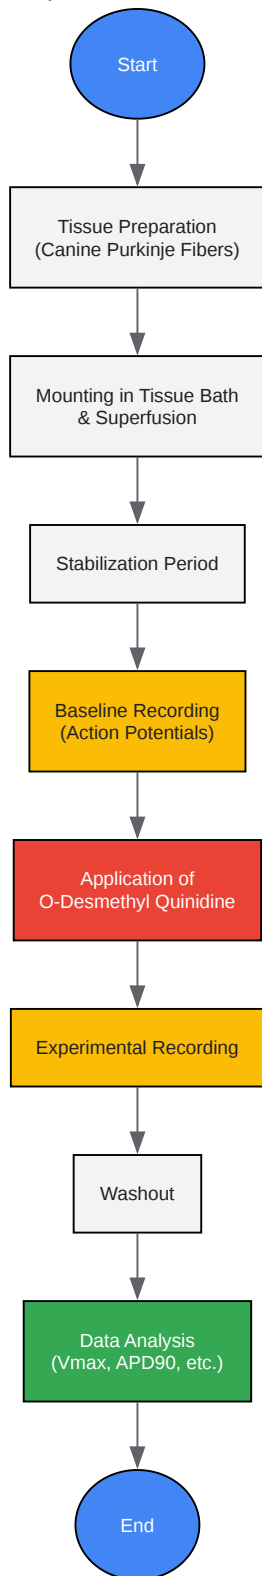 Start
Tissue Preparation
(Canine Purkinje Fibers)
Mounting in Tissue Bath
& Superfusion
Stabilization Period
Baseline Recording
(Action Potentials)
Application of
O-Desmethyl Quinidine
Experimental Recording
Washout
Data Analysis
(Vmax, APD90, etc.)
End